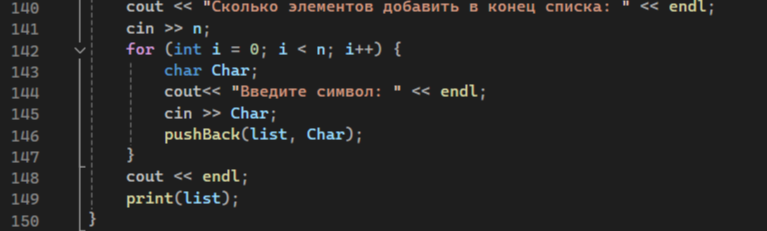 140 cout << "Сколько элементов добавить в конец списка: " << endl;
141 cin >> n;
142 for (int i = 0; i < n; i++) {
143 char Char;
144 cout<< "Введите символ: " << endl;
145 cin >> Char;
146 pushBack(list, Char);
147 }
148 cout << endl;
149 print(list);
150 }